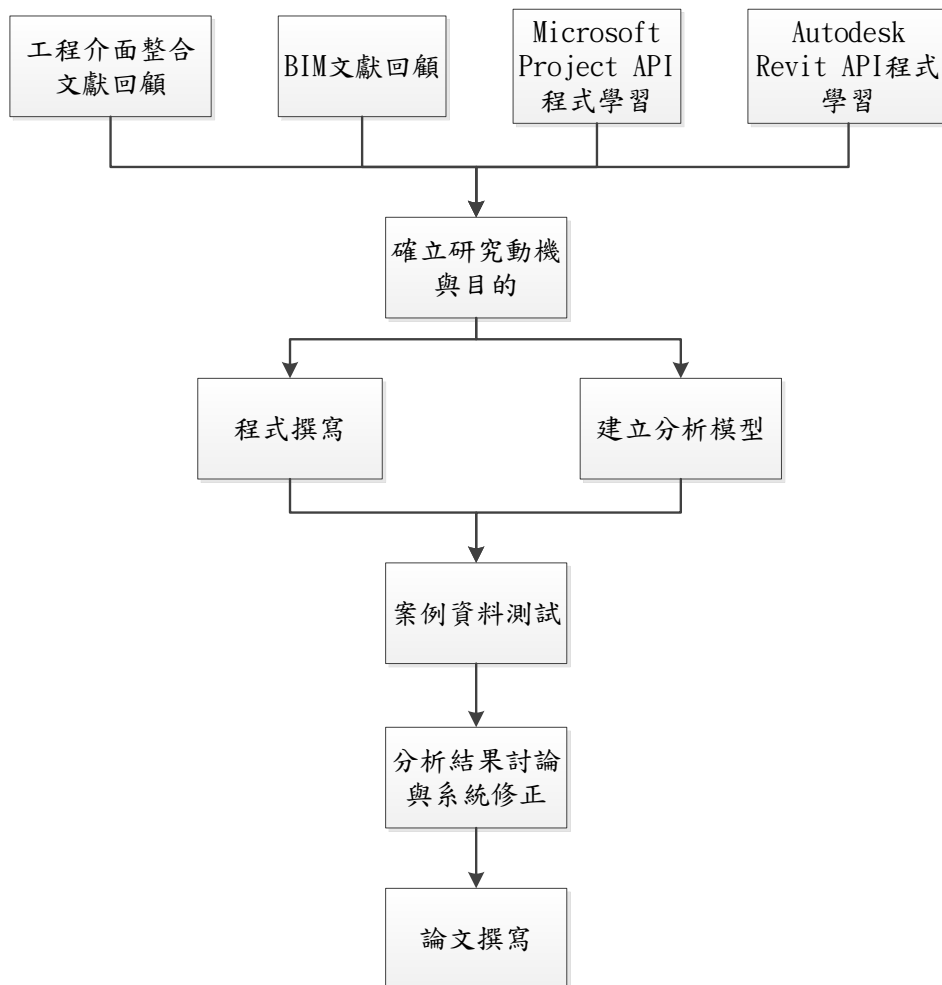 工程介面整合
文獻回顧
BIM文獻回顧
Microsoft
Project API
程式學習
Autodesk
Revit API程式
學習
確立研究動機
與目的
程式撰寫
建立分析模型
案例資料測試
分析結果討論
與系統修正
論文撰寫